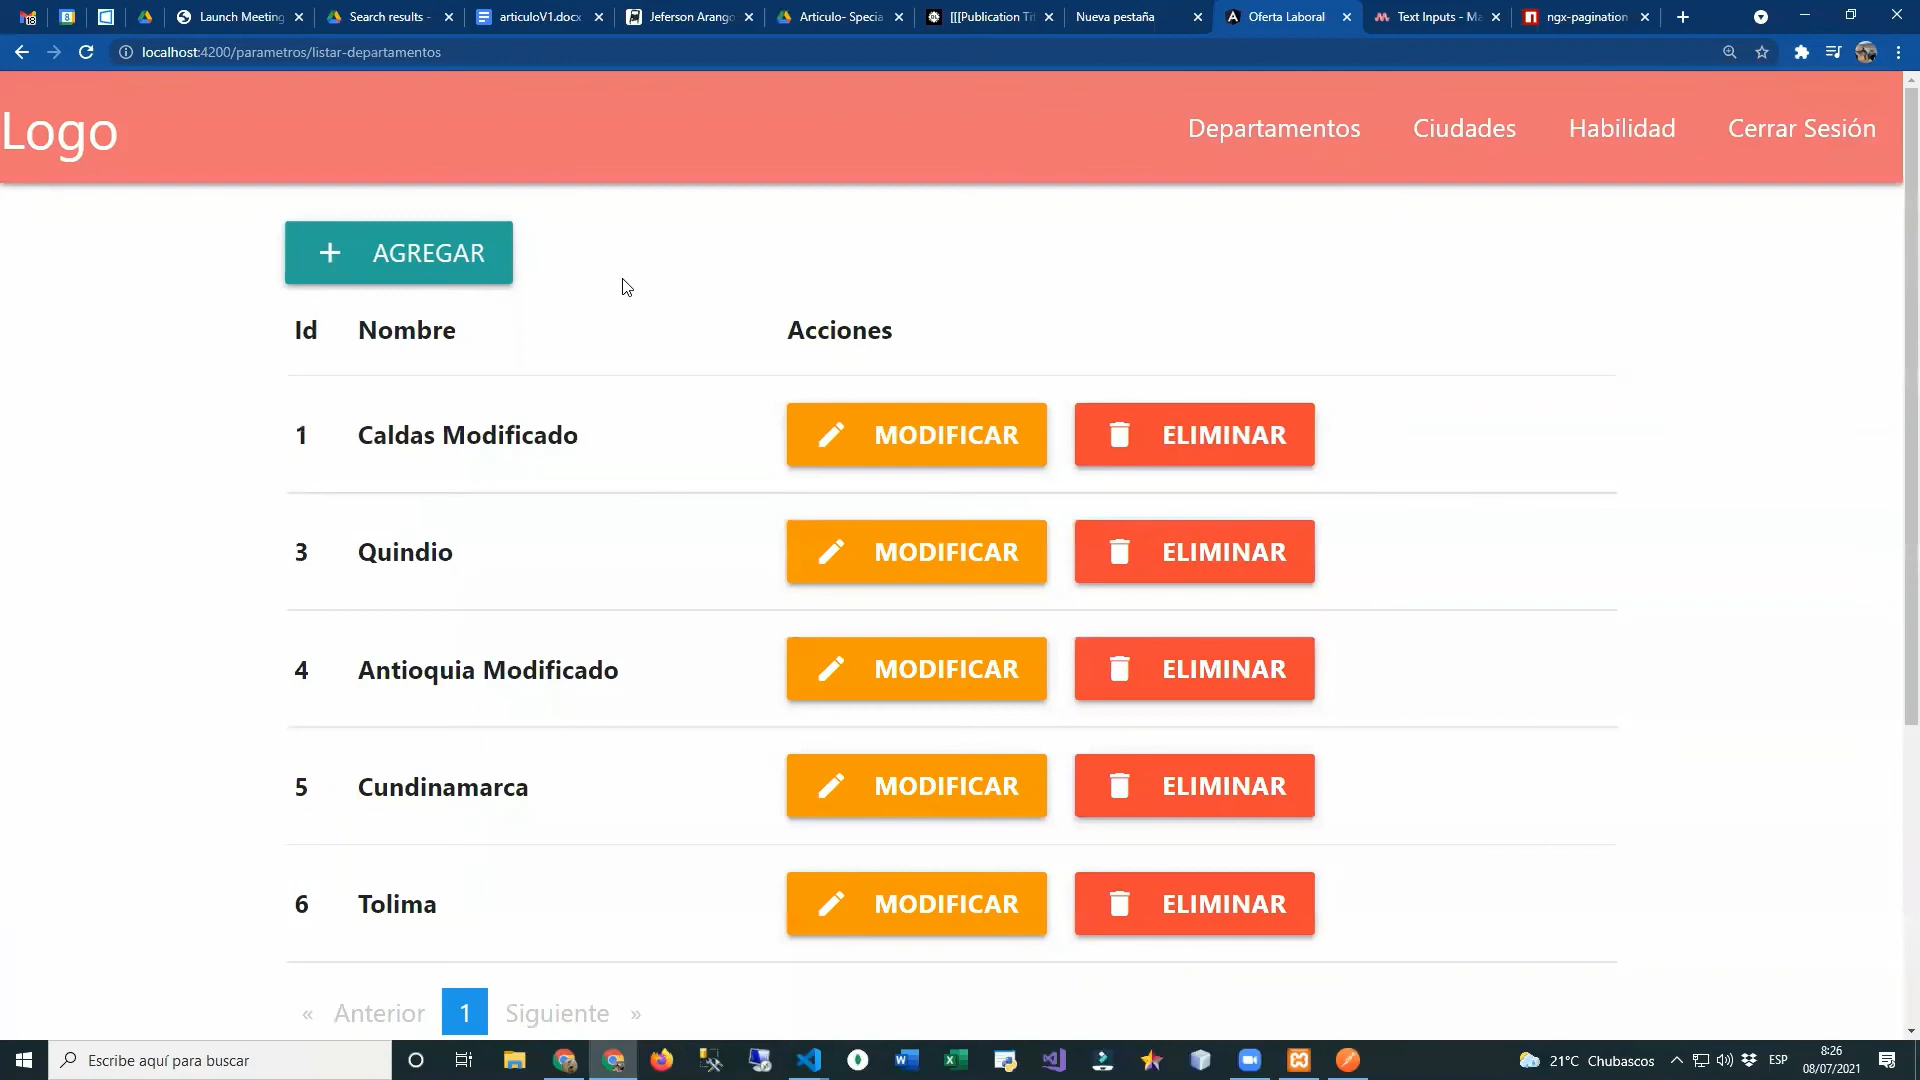 Launch Meeting
Search results -
articuloV1.docx
Jeferson Arango
Articulo- Specia
[[[Publication Tit
Nueva pestaña
Oferta Laboral
Text Inputs - Ma
ngx-pagination
localhost:4200/parametros/listar-departamentos
Logo
Departamentos
Ciudades
Habilidad
Cerrar Sesión
AGREGAR
Id Nombre Acciones
1 Caldas Modificado MODIFICAR ELIMINAR
3 Quindio MODIFICAR ELIMINAR
4 Antioquia Modificado MODIFICAR ELIMINAR
5 Cundinamarca MODIFICAR ELIMINAR
6 Tolima MODIFICAR ELIMINAR
« Anterior 1 Siguiente »
Escribe aquí para buscar
21°C Chubascos
ESP
8:26
08/07/2021